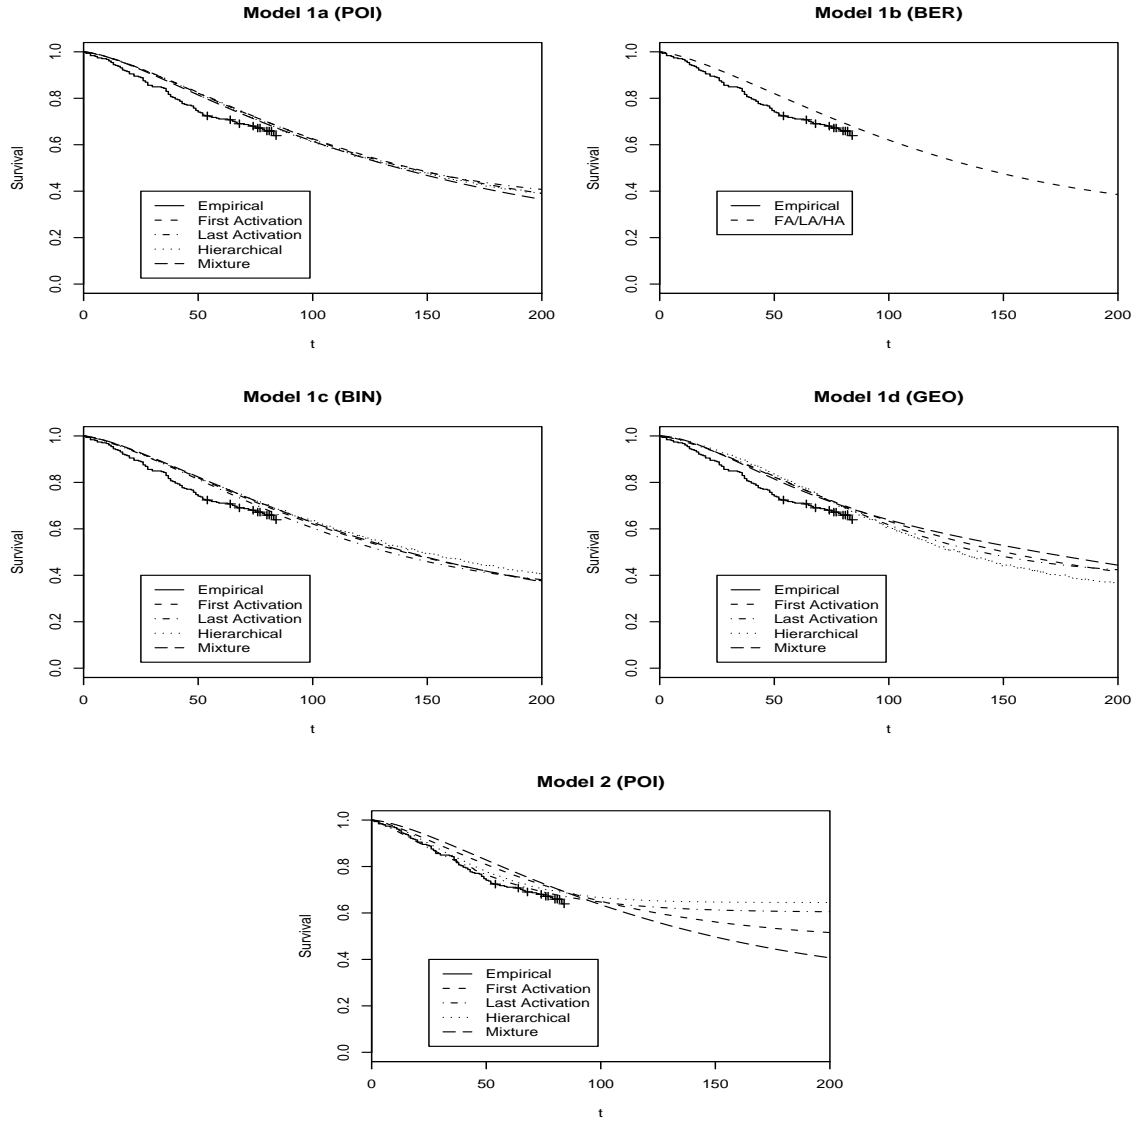 Model 1a (POI)
Survival
1.0
0.8
0.6
0.4
0.2
0.0
Empirical
First Activation
Last Activation
Hierarchical
Mixture
0 50 100 150 200
t
Model 1b (BER)
Survival
1.0
0.8
0.6
0.4
0.2
0.0
Empirical
FA/LA/HA
0 50 100 150 200
t
Model 1c (BIN)
Survival
1.0
0.8
0.6
0.4
0.2
0.0
Empirical
First Activation
Last Activation
Hierarchical
Mixture
0 50 100 150 200
t
Model 1d (GEO)
Survival
1.0
0.8
0.6
0.4
0.2
0.0
Empirical
First Activation
Last Activation
Hierarchical
Mixture
0 50 100 150 200
t
Model 2 (POI)
Survival
1.0
0.8
0.6
0.4
0.2
0.0
Empirical
First Activation
Last Activation
Hierarchical
Mixture
0 50 100 150 200
t